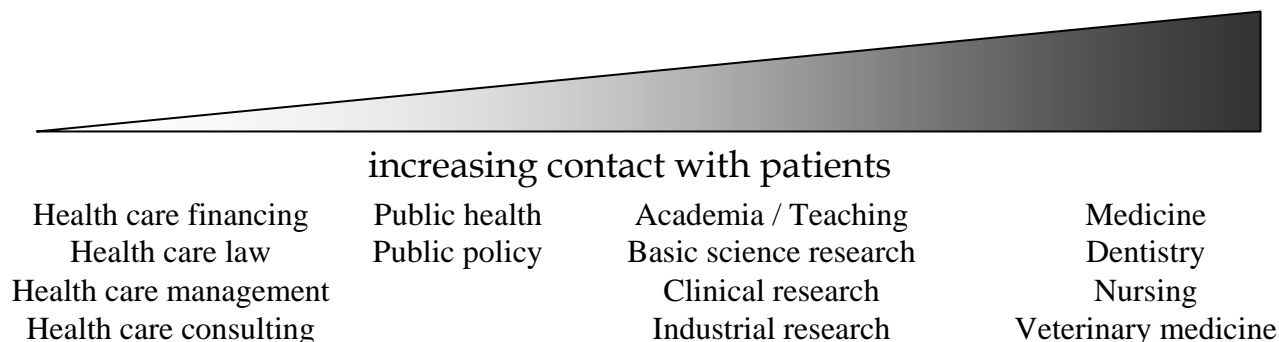 increasing contact with patients
Health care financing Public health Academia / Teaching Medicine
Health care law Public policy Basic science research Dentistry
Health care management Clinical research Nursing
Health care consulting Industrial research Veterinary medicine